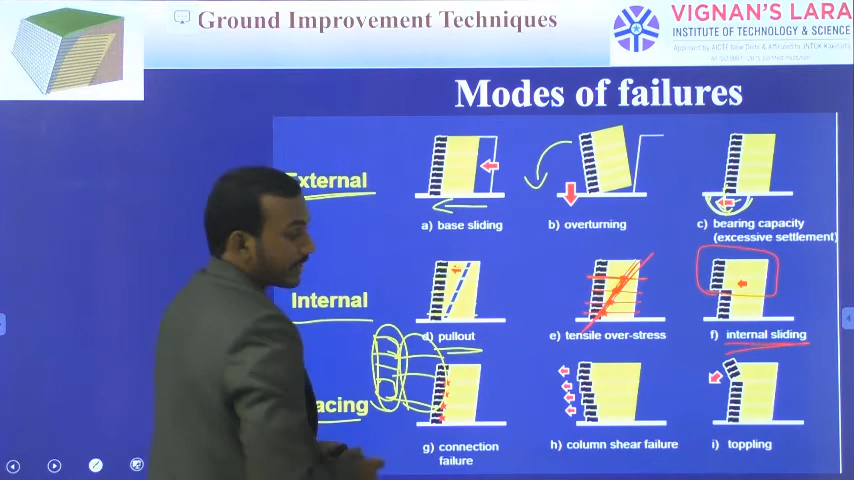 Ground Improvement Techniques
VIGNAN'S LARA
INSTITUTE OF TECHNOLOGY & SCIENCE
Approved by AICTE New Delhi & Affiliated to JNTUK Kakinada
Modes of failures
External
a) base sliding
b) overturning
c) bearing capacity
(excessive settlement)
Internal
d) pullout
e) tensile over-stress
f) internal sliding
acing
g) connection
failure
h) column shear failure
i) toppling